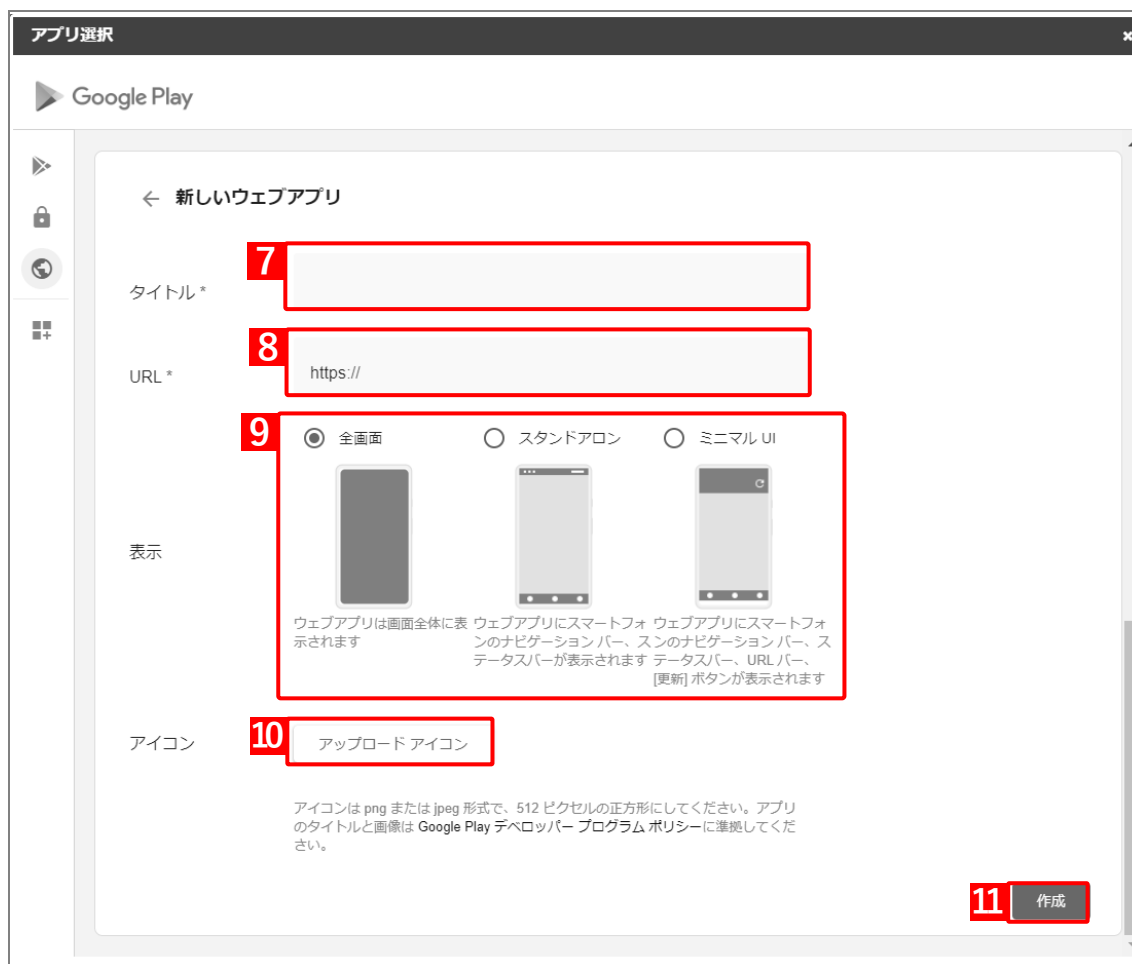 アプリ選択
Google Play
新しいウェブアプリ
7
タイトル *
8
URL *
https://
9
全画面
スタンドアロン
ミニマル UI
表示
ウェブアプリは画面全体に表
示されます
ウェブアプリにスマートフォ
ンのナビゲーション バー、ス
テータスバーが表示されます
ウェブアプリにスマートフォ
ンのナビゲーション バー、ス
テータスバー、URL バー、
[更新] ボタンが表示されます
アイコン
10
アップロード アイコン
アイコンは png または jpeg 形式で、512 ピクセルの正方形にしてください。アプリ
のタイトルと画像は Google Play デベロッパー プログラム ポリシーに準拠してくだ
さい。
11
作成